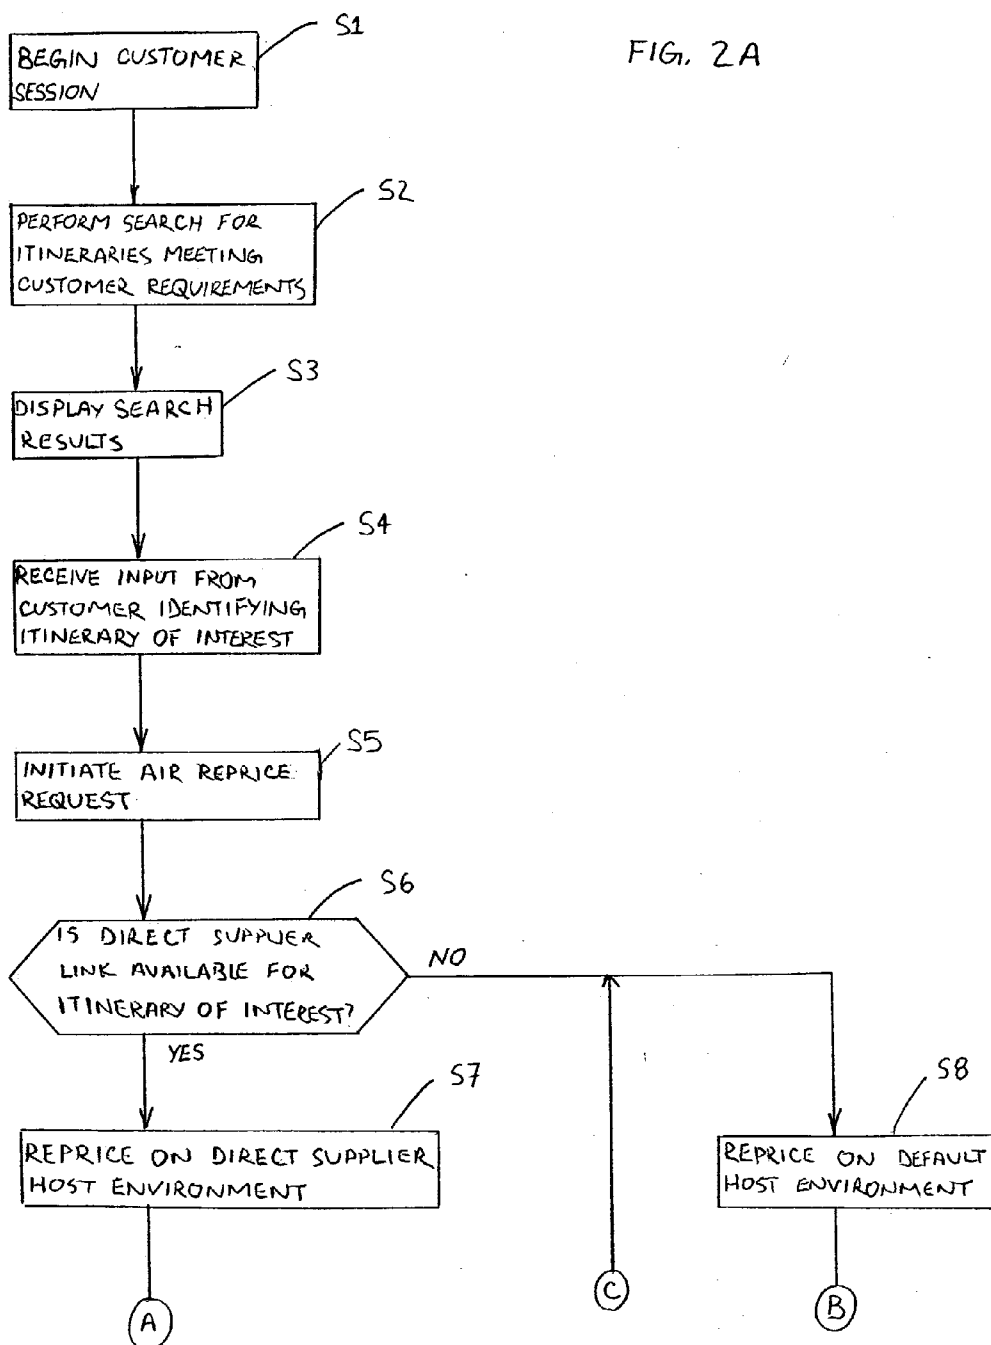 FIG. 2A
S1
BEGIN CUSTOMER
SESSION
S2
PERFORM SEARCH FOR
ITINERARIES MEETING
CUSTOMER REQUIREMENTS
S3
DISPLAY SEARCH
RESULTS
S4
RECEIVE INPUT FROM
CUSTOMER IDENTIFYING
ITINERARY OF INTEREST
S5
INITIATE AIR REPRICE
REQUEST
S6
IS DIRECT SUPPLIER
LINK AVAILABLE FOR
ITINERARY OF INTEREST?
NO
YES
S7
REPRICE ON DIRECT SUPPLIER
HOST ENVIRONMENT
S8
REPRICE ON DEFAULT
HOST ENVIRONMENT
A
C
B